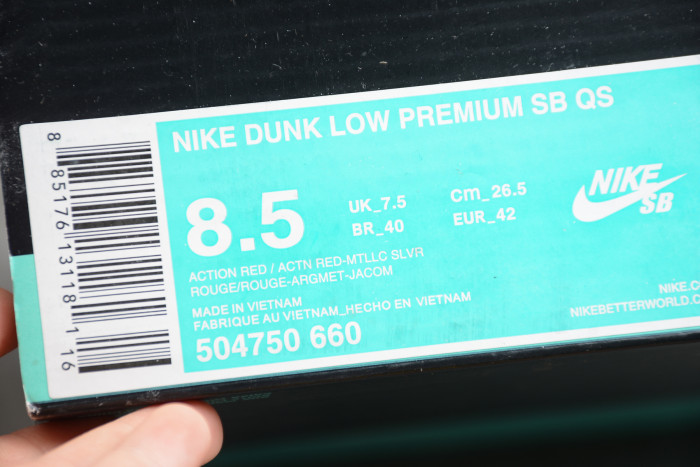 NIKE DUNK LOW PREMIUM SB QS
8.5
UK_7.5
Cm_26.5
BR_40
EUR_42
NIKE
SB
ACTION RED / ACTN RED-MTLLC SLVR
ROUGE/ROUGE-ARGMET-JACOM
MADE IN VIETNAM
FABRIQUE AU VIETNAM_HECHO EN VIETNAM
504750 660
NIKE.C
NIKEBETTERWORLD.C
8 85176 13118 1 16